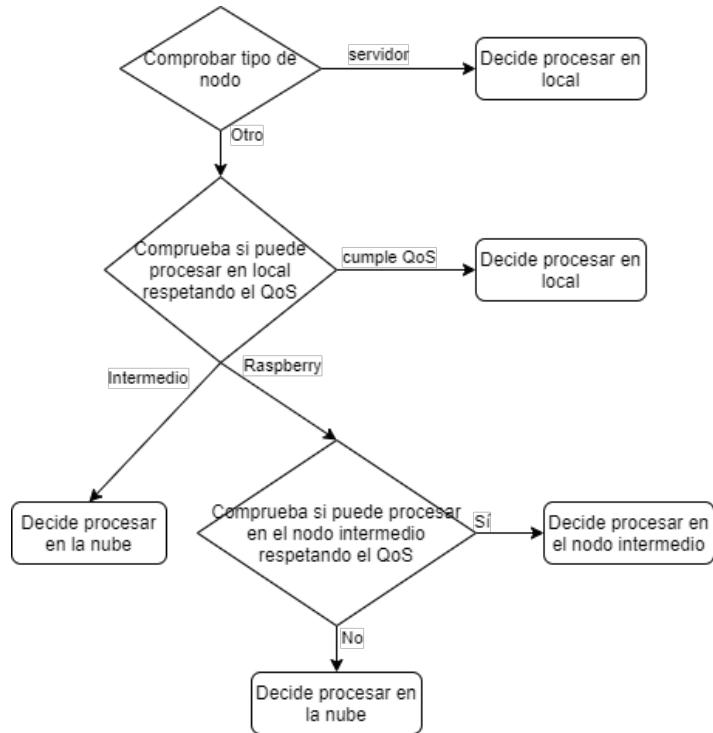 Comprobar tipo de
nodo
servidor
Decide procesar en
local
Otro
Comprueba si puede
procesar en local
respetando el QoS
cumple QoS
Decide procesar en
local
Intermedio
Raspberry
Decide procesar
en la nube
Comprueba si puede procesar
en el nodo intermedio
respetando el QoS
Sí
Decide procesar en
el nodo intermedio
No
Decide procesar en
la nube